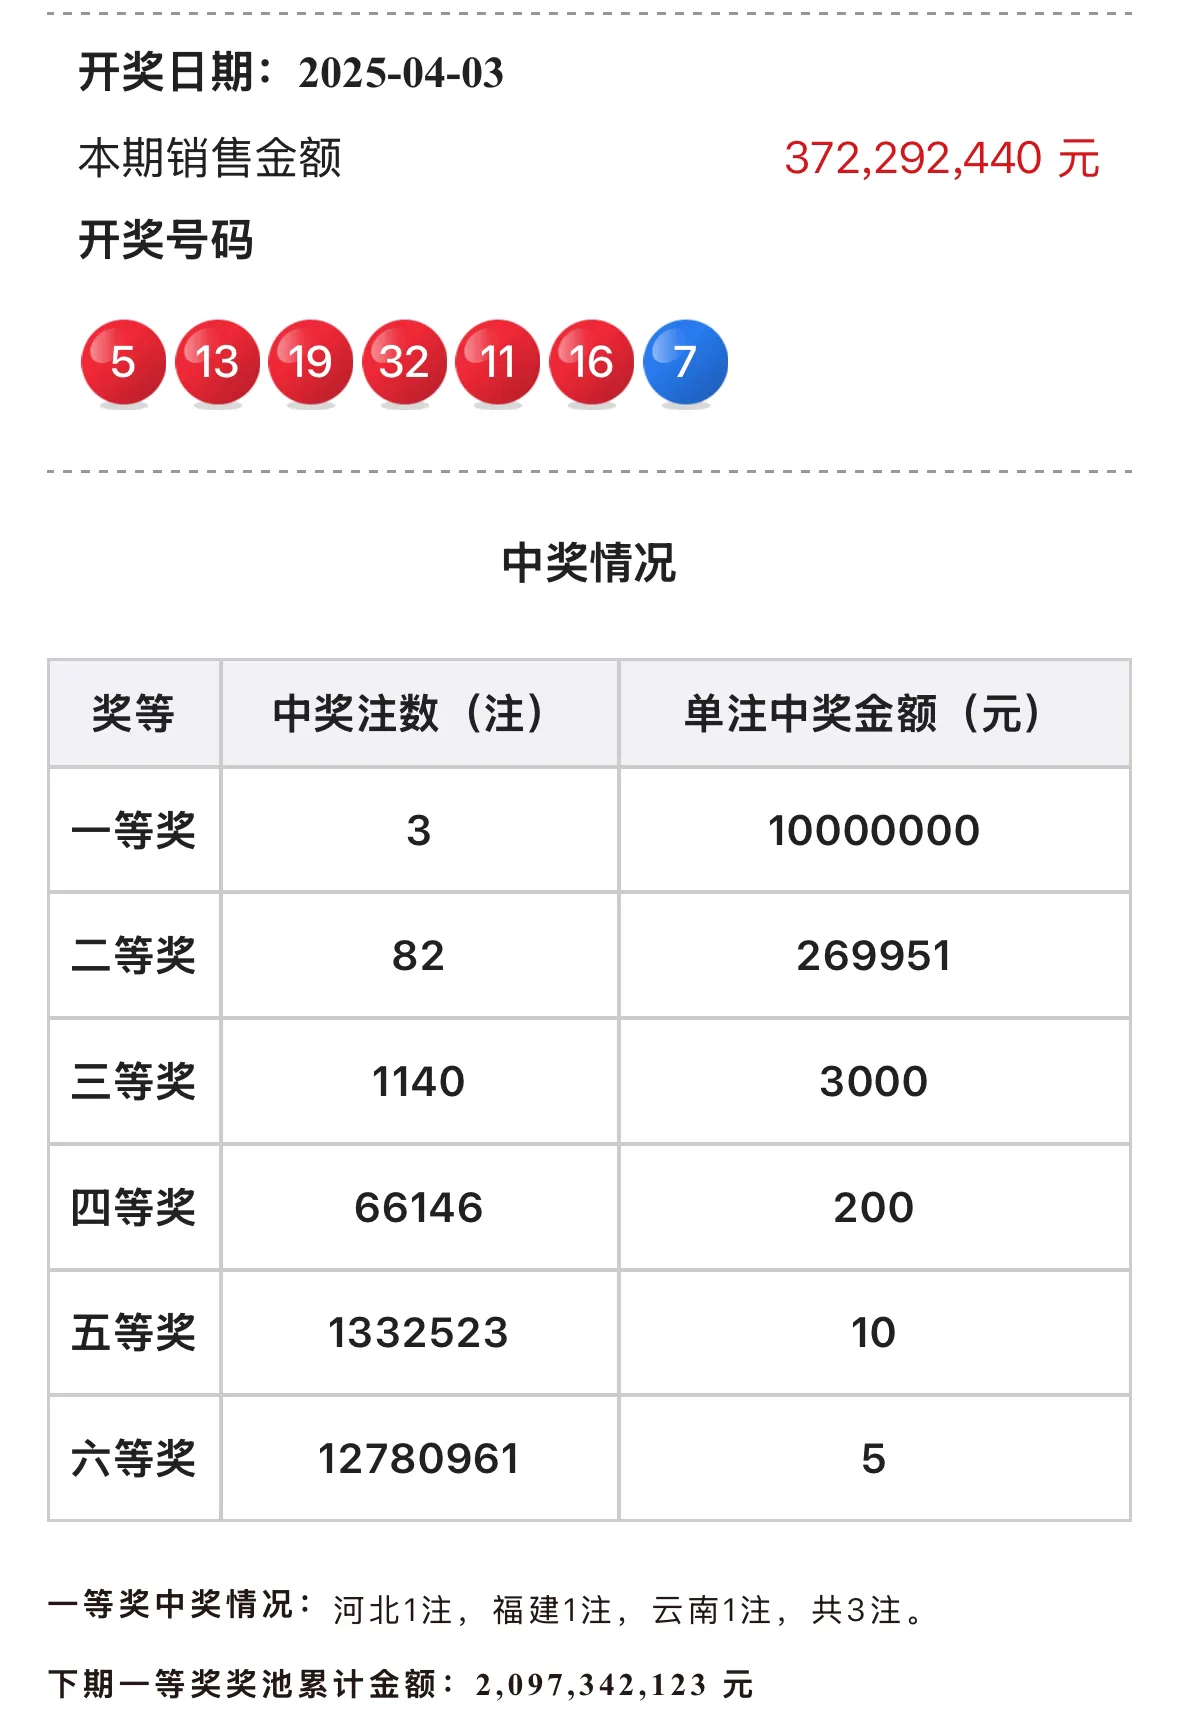 开奖日期：2025-04-03
本期销售金额 372,292,440 元
开奖号码
5 13 19 32 11 16 7
中奖情况
奖等 中奖注数（注） 单注中奖金额（元）
一等奖 3 10000000
二等奖 82 269951
三等奖 1140 3000
四等奖 66146 200
五等奖 1332523 10
六等奖 12780961 5
一等奖中奖情况：河北1注，福建1注，云南1注，共3注。
下期一等奖奖池累计金额：2,097,342,123 元